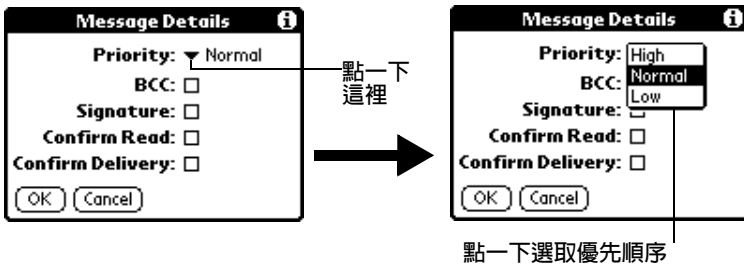 Message Details
Priority: Normal
BCC:
Signature:
Confirm Read:
Confirm Delivery:
OK Cancel
點一下
這裡
Message Details
Priority: High
Normal
Low
BCC:
Signature:
Confirm Read:
Confirm Delivery:
OK Cancel
點一下選取優先順序